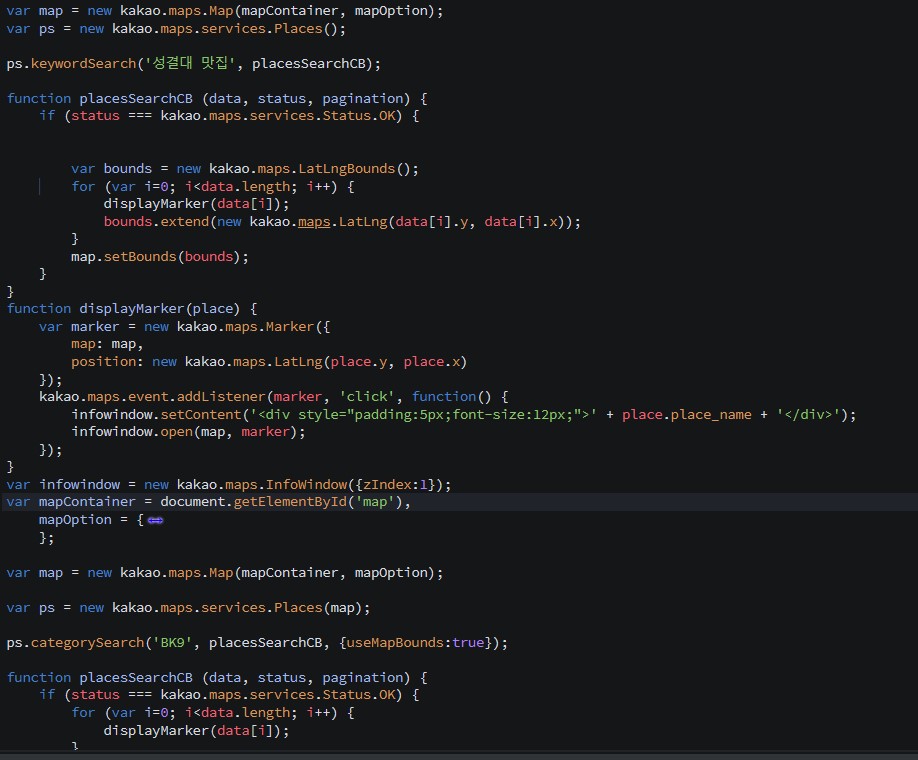 var map = new kakao.maps.Map(mapContainer, mapOption);
var ps = new kakao.maps.services.Places();
ps.keywordSearch('성결대 맛집', placesSearchCB);
function placesSearchCB (data, status, pagination) {
    if (status === kakao.maps.services.Status.OK) {
        var bounds = new kakao.maps.LatLngBounds();
        for (var i=0; i<data.length; i++) {
            displayMarker(data[i]);
            bounds.extend(new kakao.maps.LatLng(data[i].y, data[i].x));
        }
        map.setBounds(bounds);
    }
}
function displayMarker(place) {
    var marker = new kakao.maps.Marker({
        map: map,
        position: new kakao.maps.LatLng(place.y, place.x)
    });
    kakao.maps.event.addListener(marker, 'click', function() {
        infowindow.setContent('<div style="padding:5px;font-size:12px;">' + place.place_name + '</div>');
        infowindow.open(map, marker);
    });
}
var infowindow = new kakao.maps.InfoWindow({zIndex:1});
var mapContainer = document.getElementById('map'),
    mapOption = {
    };
var map = new kakao.maps.Map(mapContainer, mapOption);
var ps = new kakao.maps.services.Places(map);
ps.categorySearch('BK9', placesSearchCB, {useMapBounds:true});
function placesSearchCB (data, status, pagination) {
    if (status === kakao.maps.services.Status.OK) {
        for (var i=0; i<data.length; i++) {
            displayMarker(data[i]);
        }